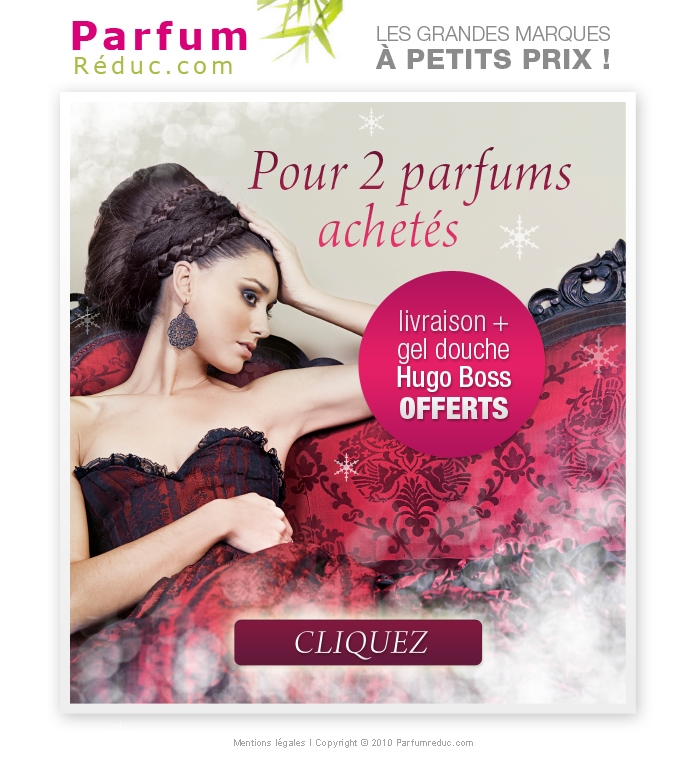 Parfum
Réduc.com
LES GRANDES MARQUES
À PETITS PRIX !
Pour 2 parfums
achetés
livraison +
gel douche
Hugo Boss
OFFERTS
CLIQUEZ
Mentions légales | Copyright © 2010 Parfumreduc.com